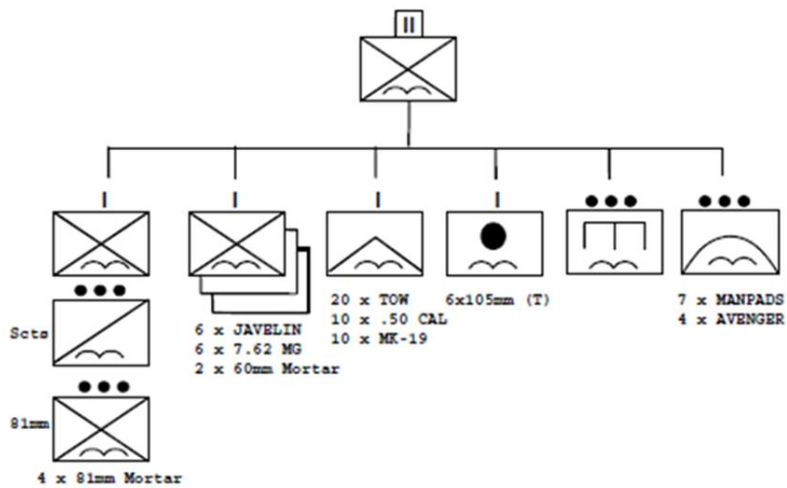 II
I
I
I
I
Scts
81mm
4 x 81mm Mortar
6 x JAVELIN
6 x 7.62 MG
2 x 60mm Mortar
20 x TOW
10 x .50 CAL
10 x MK-19
6x105mm (T)
7 x MANPADS
4 x AVENGER